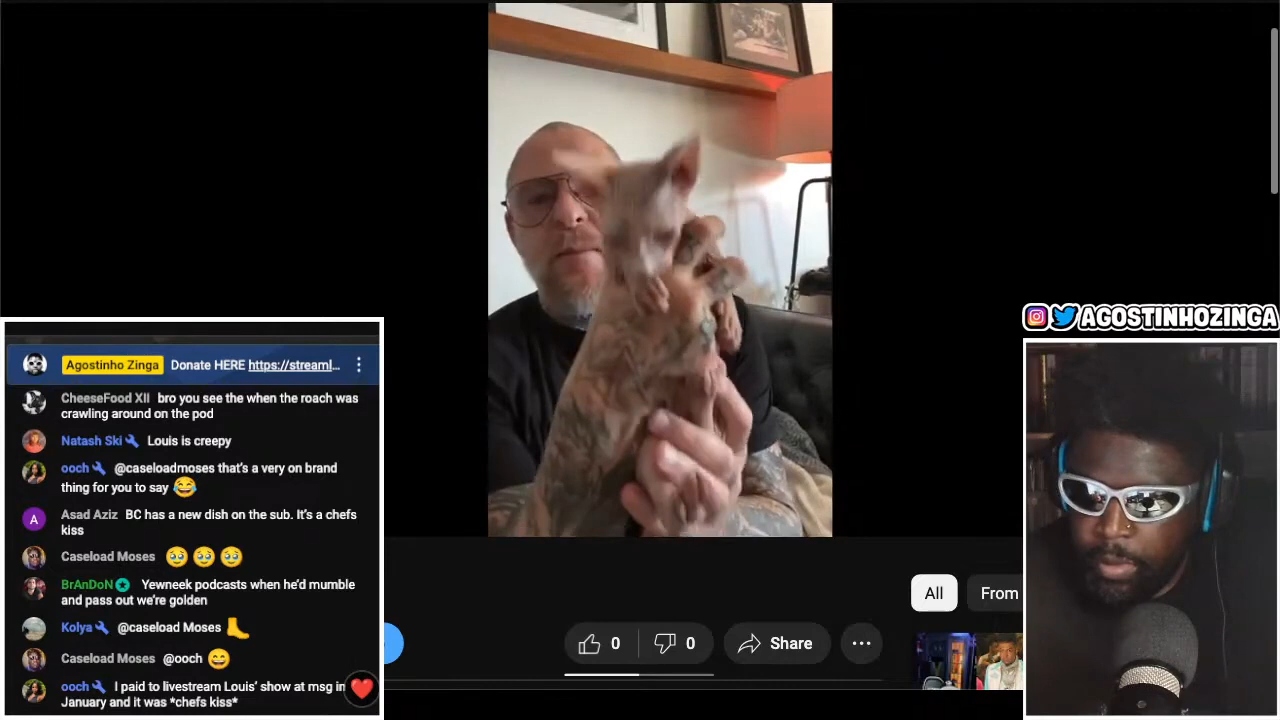 AGOSTINHOZINGA
Agostinho Zinga Donate HERE https://streaml...
CheeseFood XII bro you see the when the roach was
crawling around on the pod
Natash Ski Louis is creepy
ooch @caseloadmoses that's a very on brand
thing for you to say 😂
A Asad Aziz BC has a new dish on the sub. It's a chefs
kiss
Caseload Moses 🥹 🥹 🥹
BrAnDoN Yewneek podcasts when he'd mumble
and pass out we're golden
Kolya @caseload Moses 🦶
Caseload Moses @ooch 😄
ooch I paid to livestream Louis' show at msg in
January and it was *chefs kiss*
All From
0 0 Share